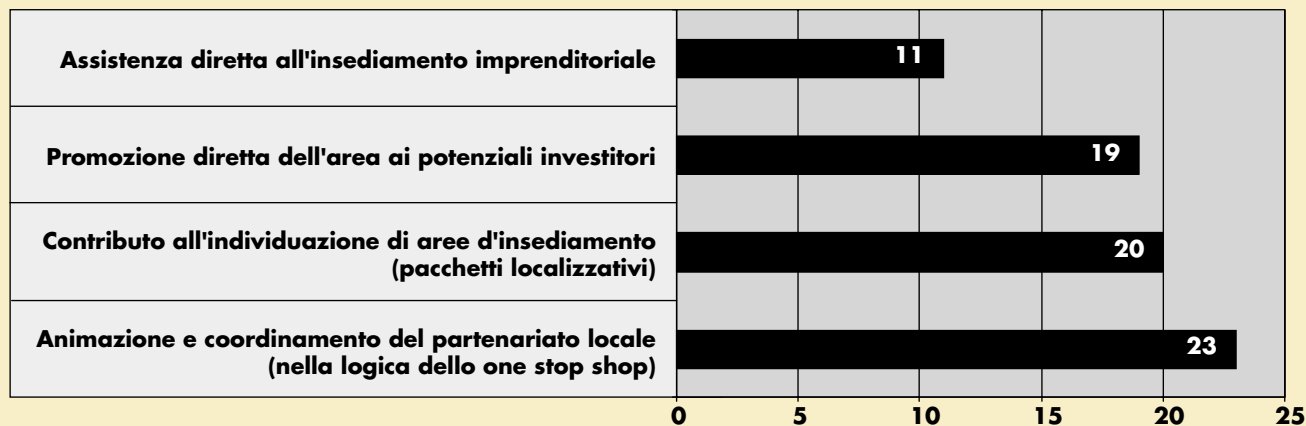 Assistenza diretta all'insediamento imprenditoriale
11
Promozione diretta dell'area ai potenziali investitori
19
Contributo all'individuazione di aree d'insediamento
(pacchetti localizzativi)
20
Animazione e coordinamento del partenariato locale
(nella logica dello one stop shop)
23
0 5 10 15 20 25